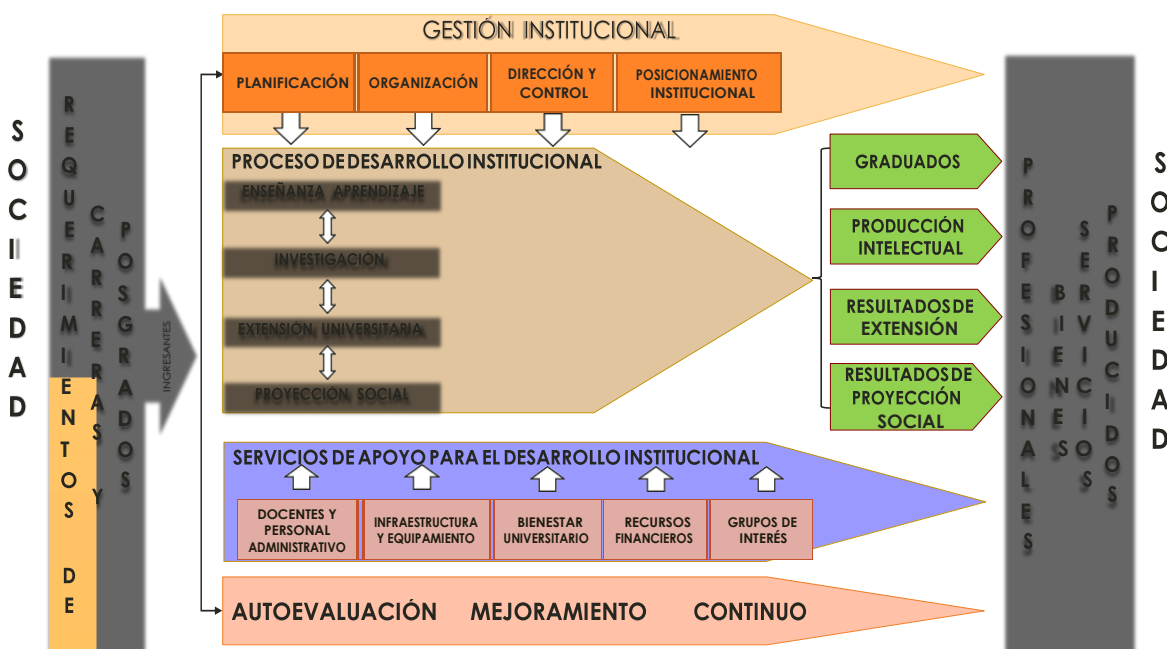 SOCIEDAD
REQUERIMIENTOS DE
CARRERAS Y
POSGRADOS
INGRESANTES
GESTIÓN INSTITUCIONAL
PLANIFICACIÓN
ORGANIZACIÓN
DIRECCIÓN Y
CONTROL
POSICIONAMIENTO
INSTITUCIONAL
PROCESO DE DESARROLLO INSTITUCIONAL
ENSEÑANZA APRENDIZAJE
INVESTIGACIÓN
EXTENSIÓN UNIVERSITARIA
PROYECCIÓN SOCIAL
GRADUADOS
PRODUCCIÓN
INTELECTUAL
RESULTADOS DE
EXTENSIÓN
RESULTADOS DE
PROYECCIÓN
SOCIAL
SERVICIOS DE APOYO PARA EL DESARROLLO INSTITUCIONAL
DOCENTES Y
PERSONAL
ADMINISTRATIVO
INFRAESTRUCTURA
Y EQUIPAMIENTO
BIENESTAR
UNIVERSITARIO
RECURSOS
FINANCIEROS
GRUPOS DE
INTERÉS
AUTOEVALUACIÓN MEJORAMIENTO CONTINUO
PROFESIONALES
BIENES
SERVICIOS
PRODUCIDOS
SOCIEDAD